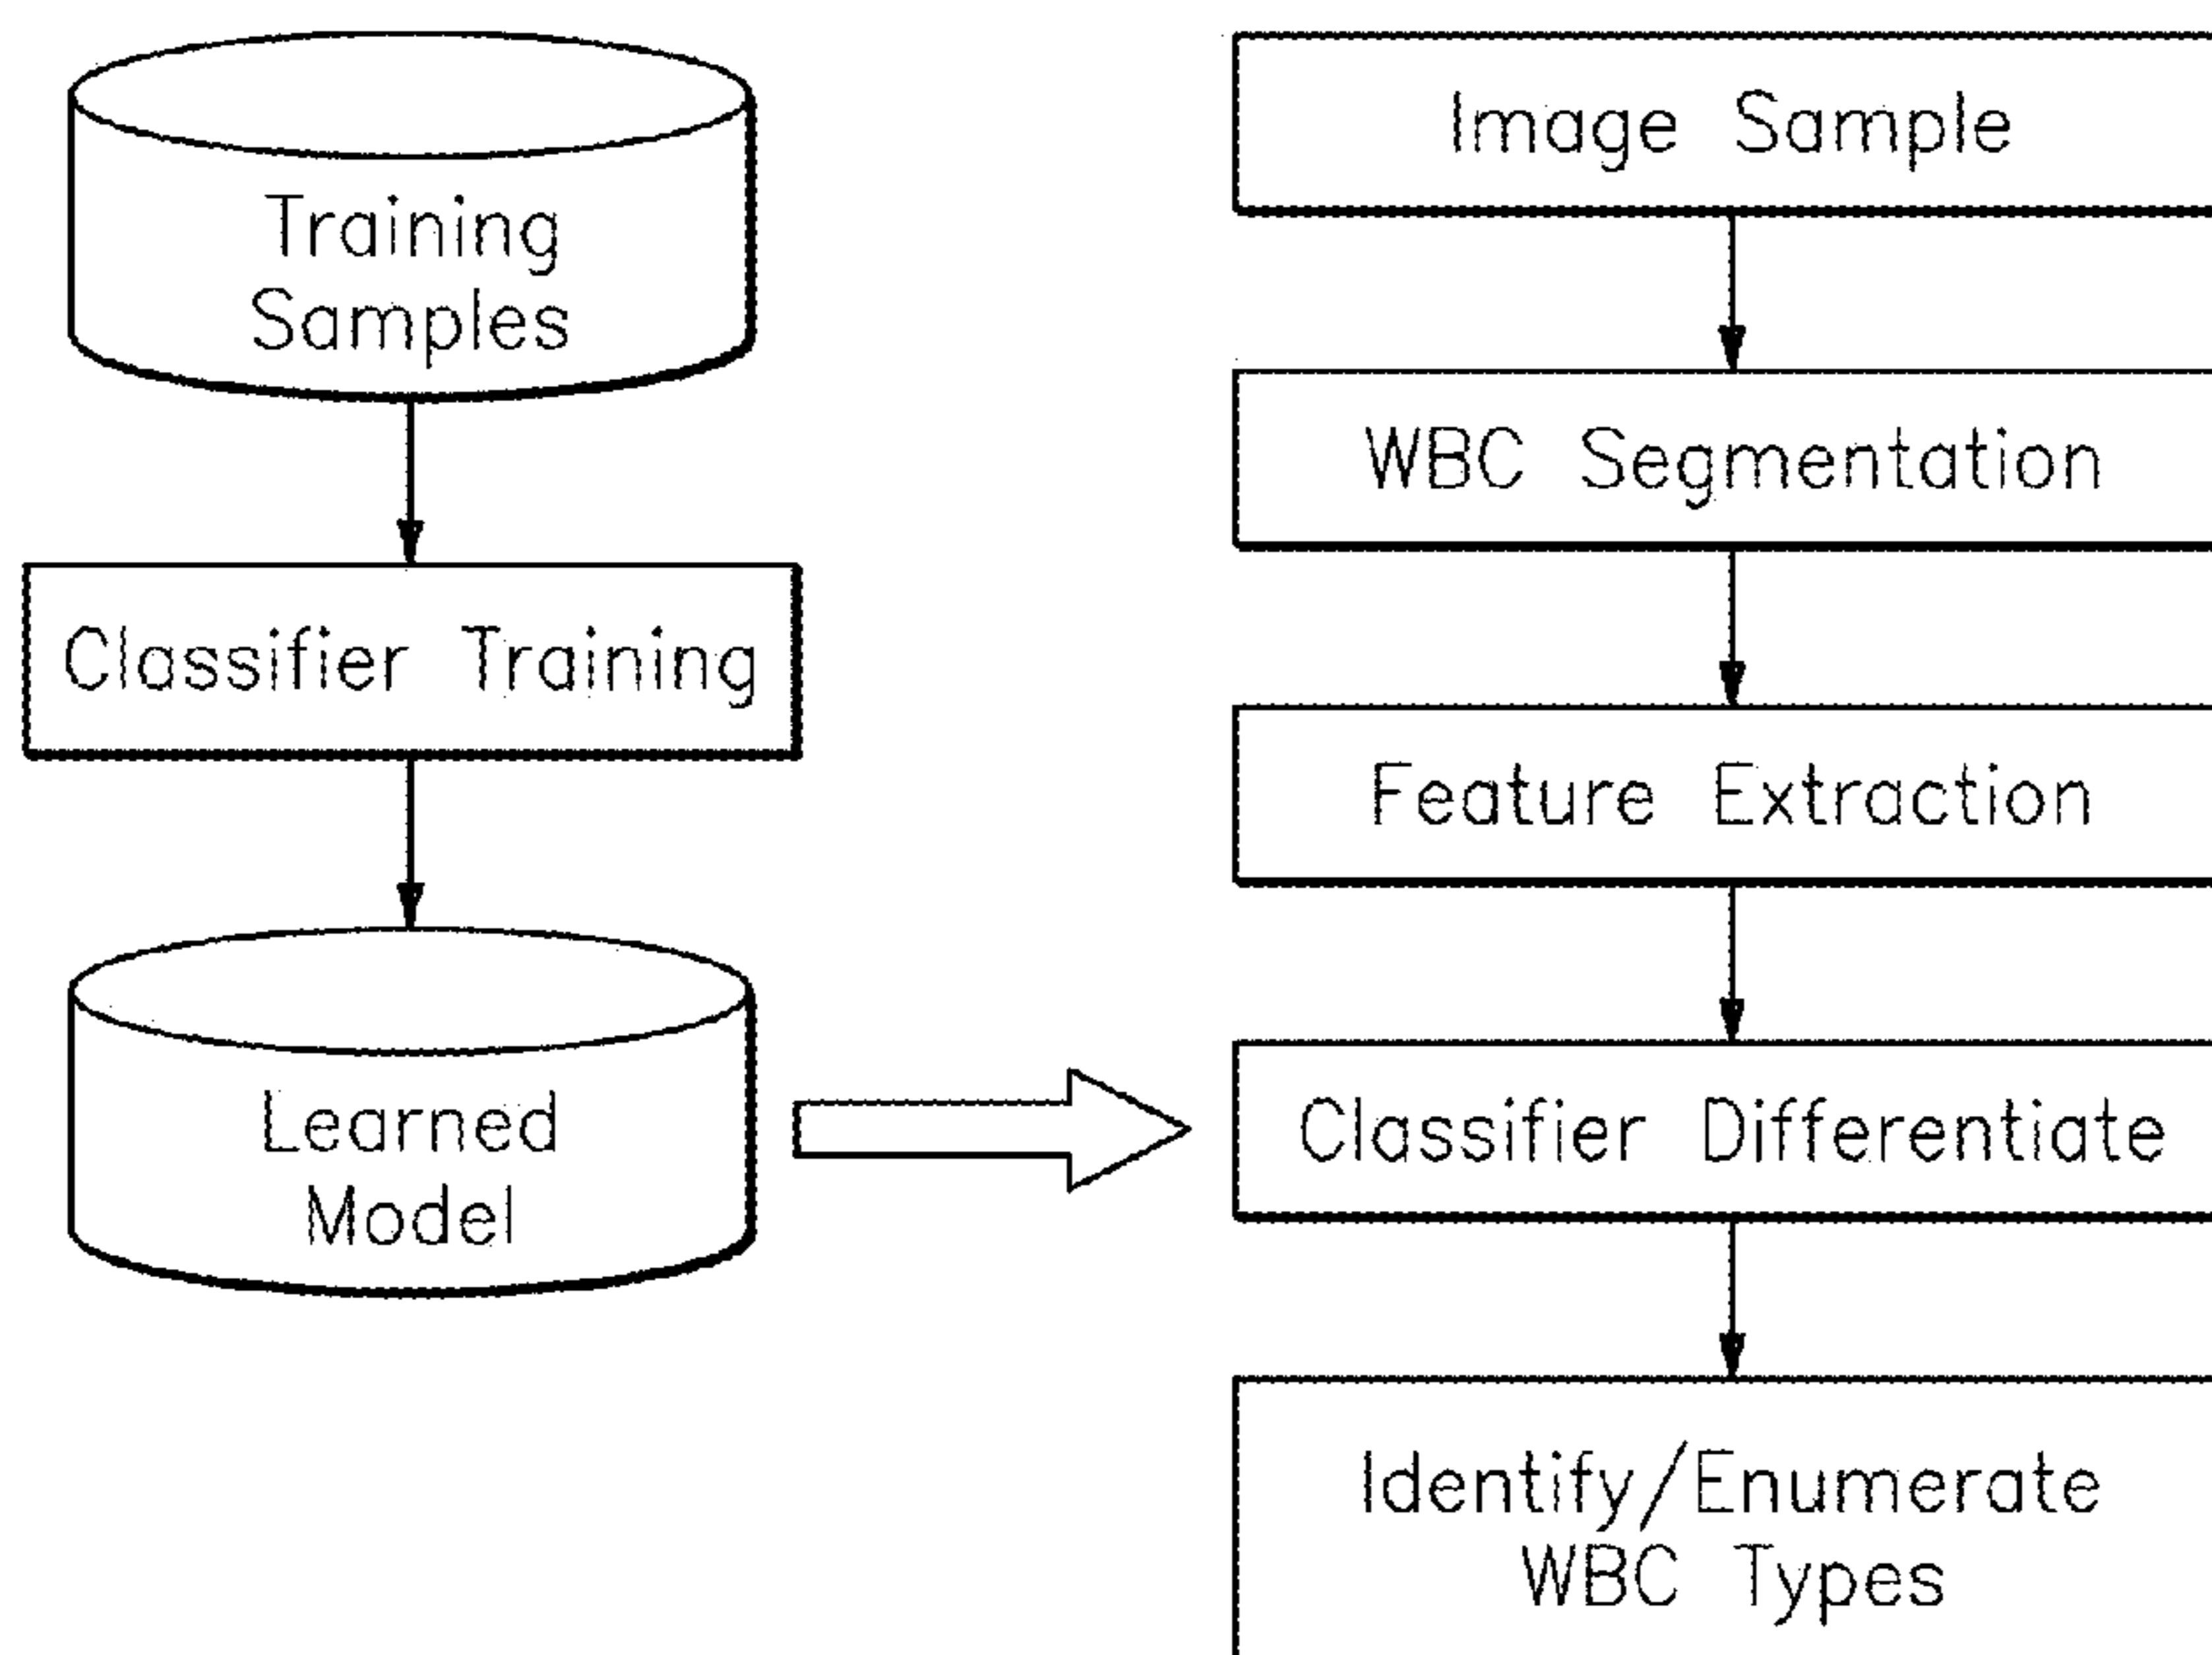 Training
Samples
Classifier Training
Learned
Model
Image Sample
WBC Segmentation
Feature Extraction
Classifier Differentiate
Identify/Enumerate
WBC Types